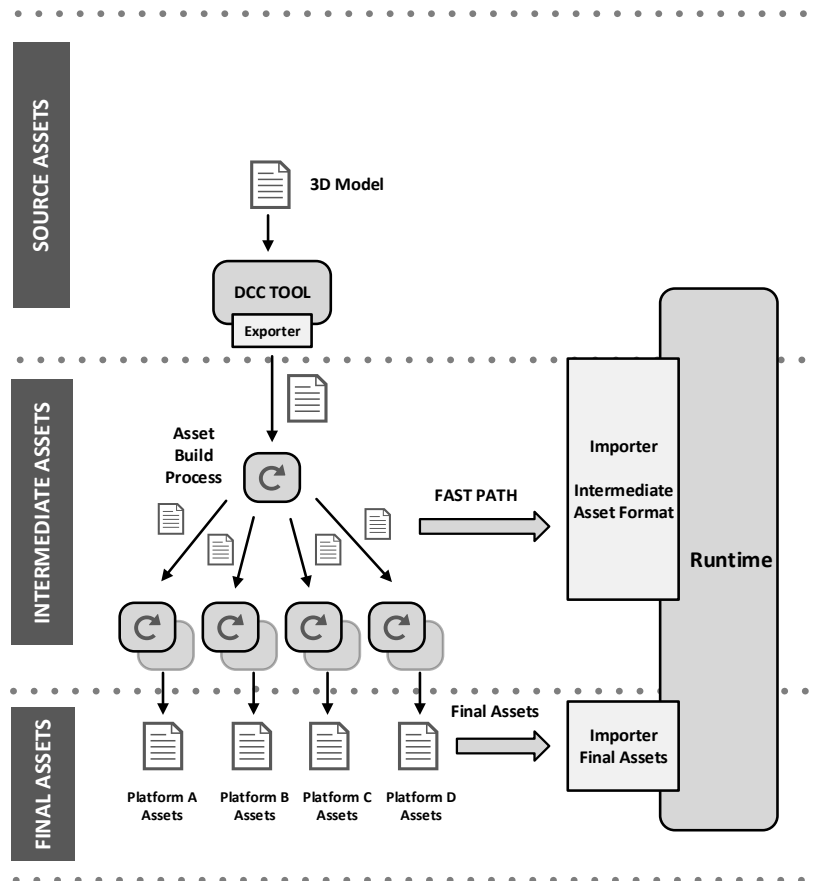 SOURCE ASSETS
3D Model
DCC TOOL
Exporter
INTERMEDIATE ASSETS
Asset
Build
Process
FAST PATH
Importer
Intermediate
Asset Format
Runtime
FINAL ASSETS
Final Assets
Importer
Final Assets
Platform A
Assets
Platform B
Assets
Platform C
Assets
Platform D
Assets